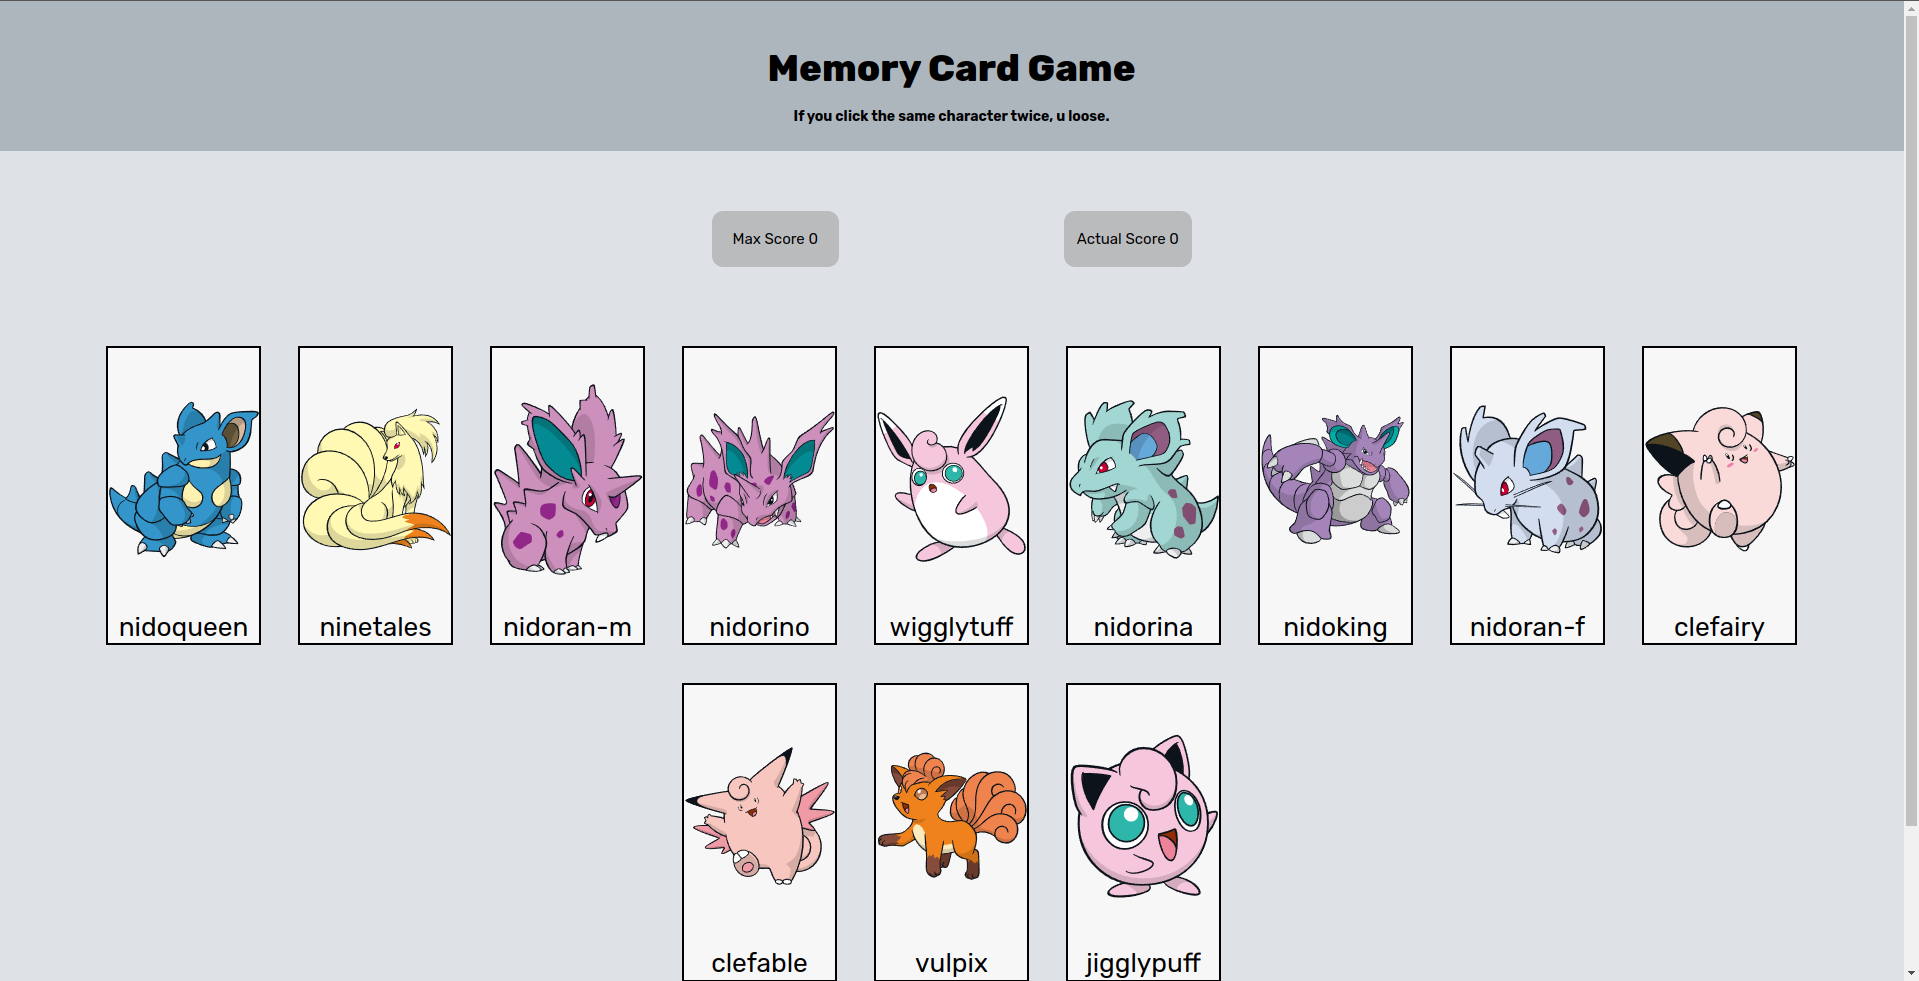 Memory Card Game
If you click the same character twice, u loose.
Max Score 0
Actual Score 0
nidoqueen
ninetales
nidoran-m
nidorino
wigglytuff
nidorina
nidoking
nidoran-f
clefairy
clefable
vulpix
jigglypuff